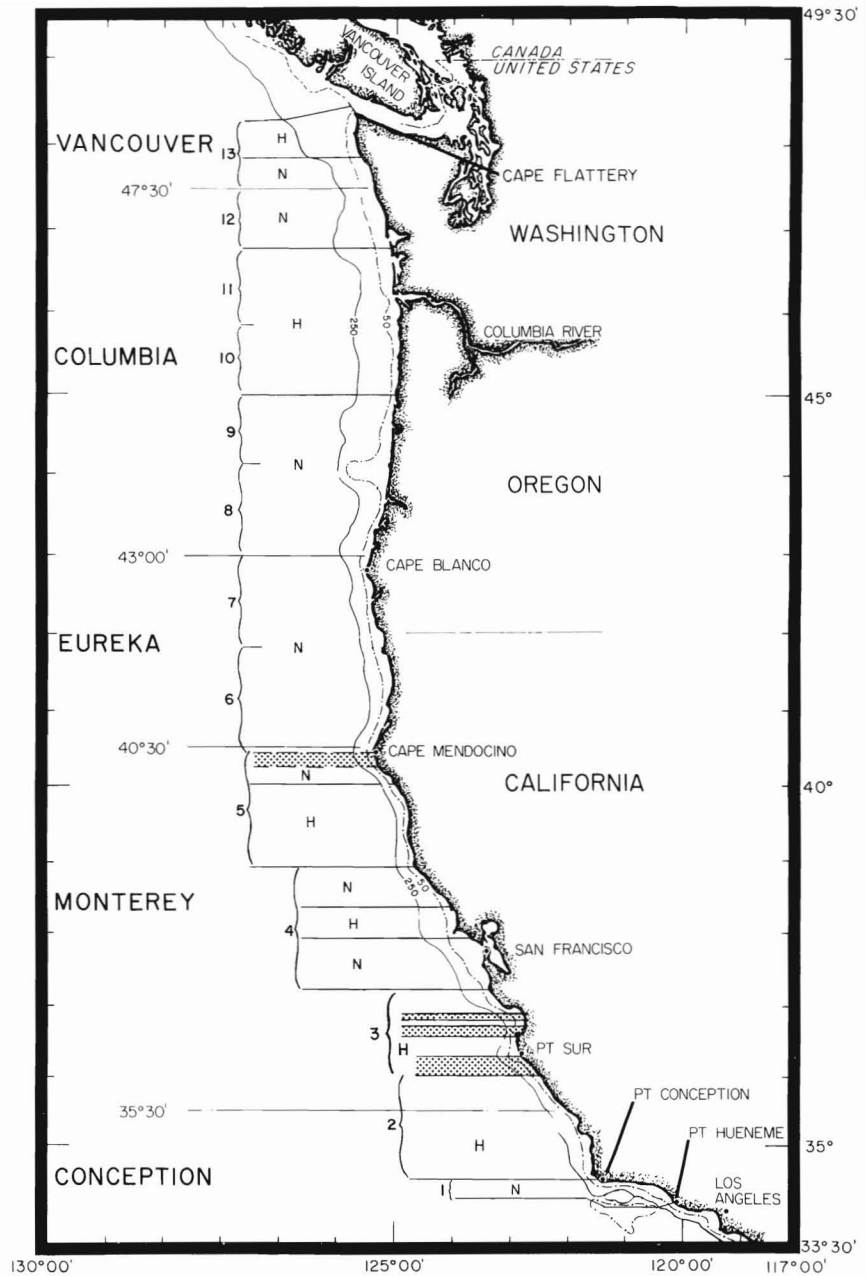 49°30'
VANCOUVER
ISLAND
CANADA
UNITED STATES
VANCOUVER
13
H
N
CAPE FLATTERY
47°30'
12
N
WASHINGTON
11
H
250
50
COLUMBIA RIVER
COLUMBIA
10
45°
9
N
OREGON
8
43°00'
CAPE BLANCO
7
EUREKA
N
6
40°30'
CAPE MENDOCINO
N
CALIFORNIA
40°
5
H
250
50
MONTEREY
N
4
H
SAN FRANCISCO
N
3
H
PT SUR
35°30'
2
PT CONCEPTION
H
PT HUENEME
35°
CONCEPTION
1
N
LOS
ANGELES
33°30'
130°00'
125°00'
120°00'
117°00'